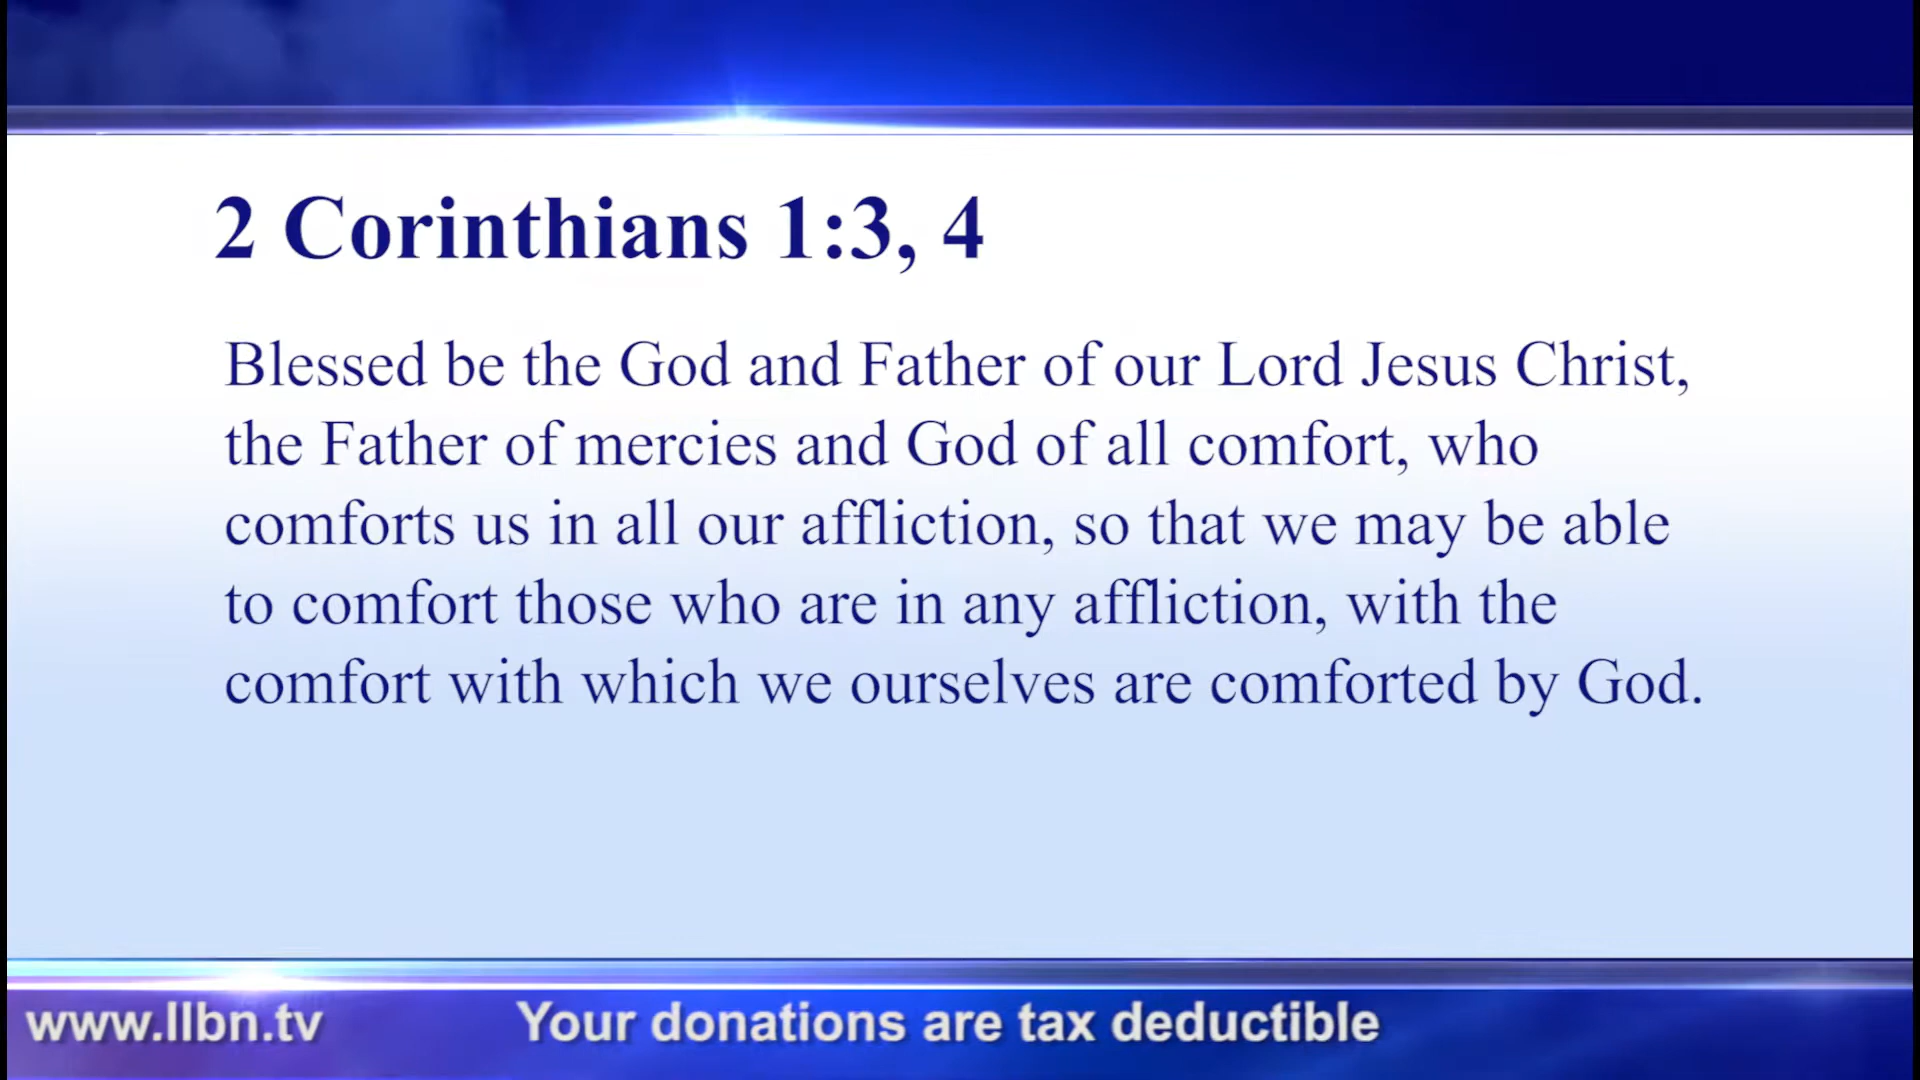 2 Corinthians 1:3, 4
Blessed be the God and Father of our Lord Jesus Christ,
the Father of mercies and God of all comfort, who
comforts us in all our affliction, so that we may be able
to comfort those who are in any affliction, with the
comfort with which we ourselves are comforted by God.
www.llbn.tv
Your donations are tax deductible